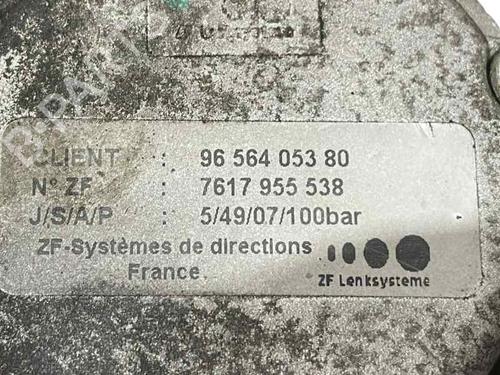 CLIENT : 96 564 053 80
N° ZF : 7617 955 538
J/S/A/P : 5/49/07/100bar
ZF-Systèmes de directions
France
ZF Lenksysteme